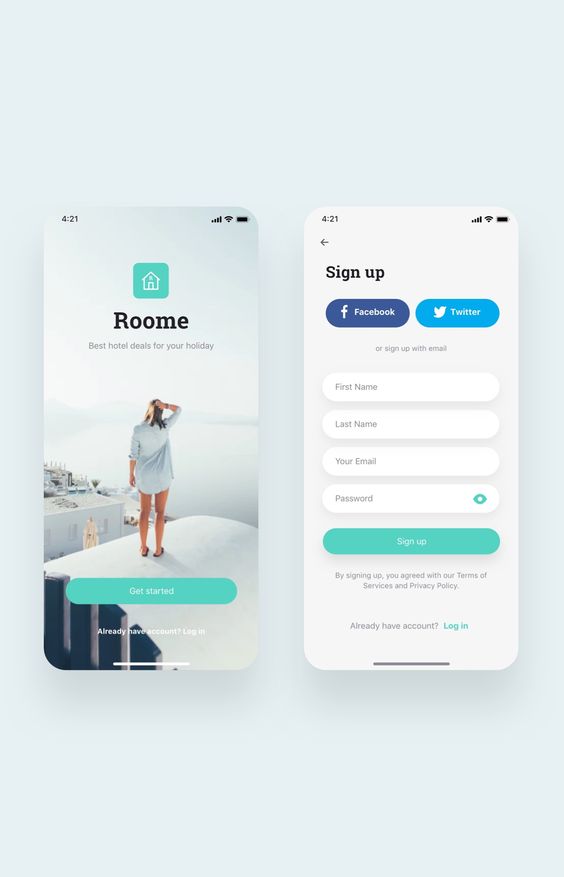 4:21
Roome
Best hotel deals for your holiday
Get started
Already have account? Log in
4:21
Sign up
Facebook
Twitter
or sign up with email
First Name
Last Name
Your Email
Password
Sign up
By signing up, you agreed with our Terms of
Services and Privacy Policy.
Already have account? Log in